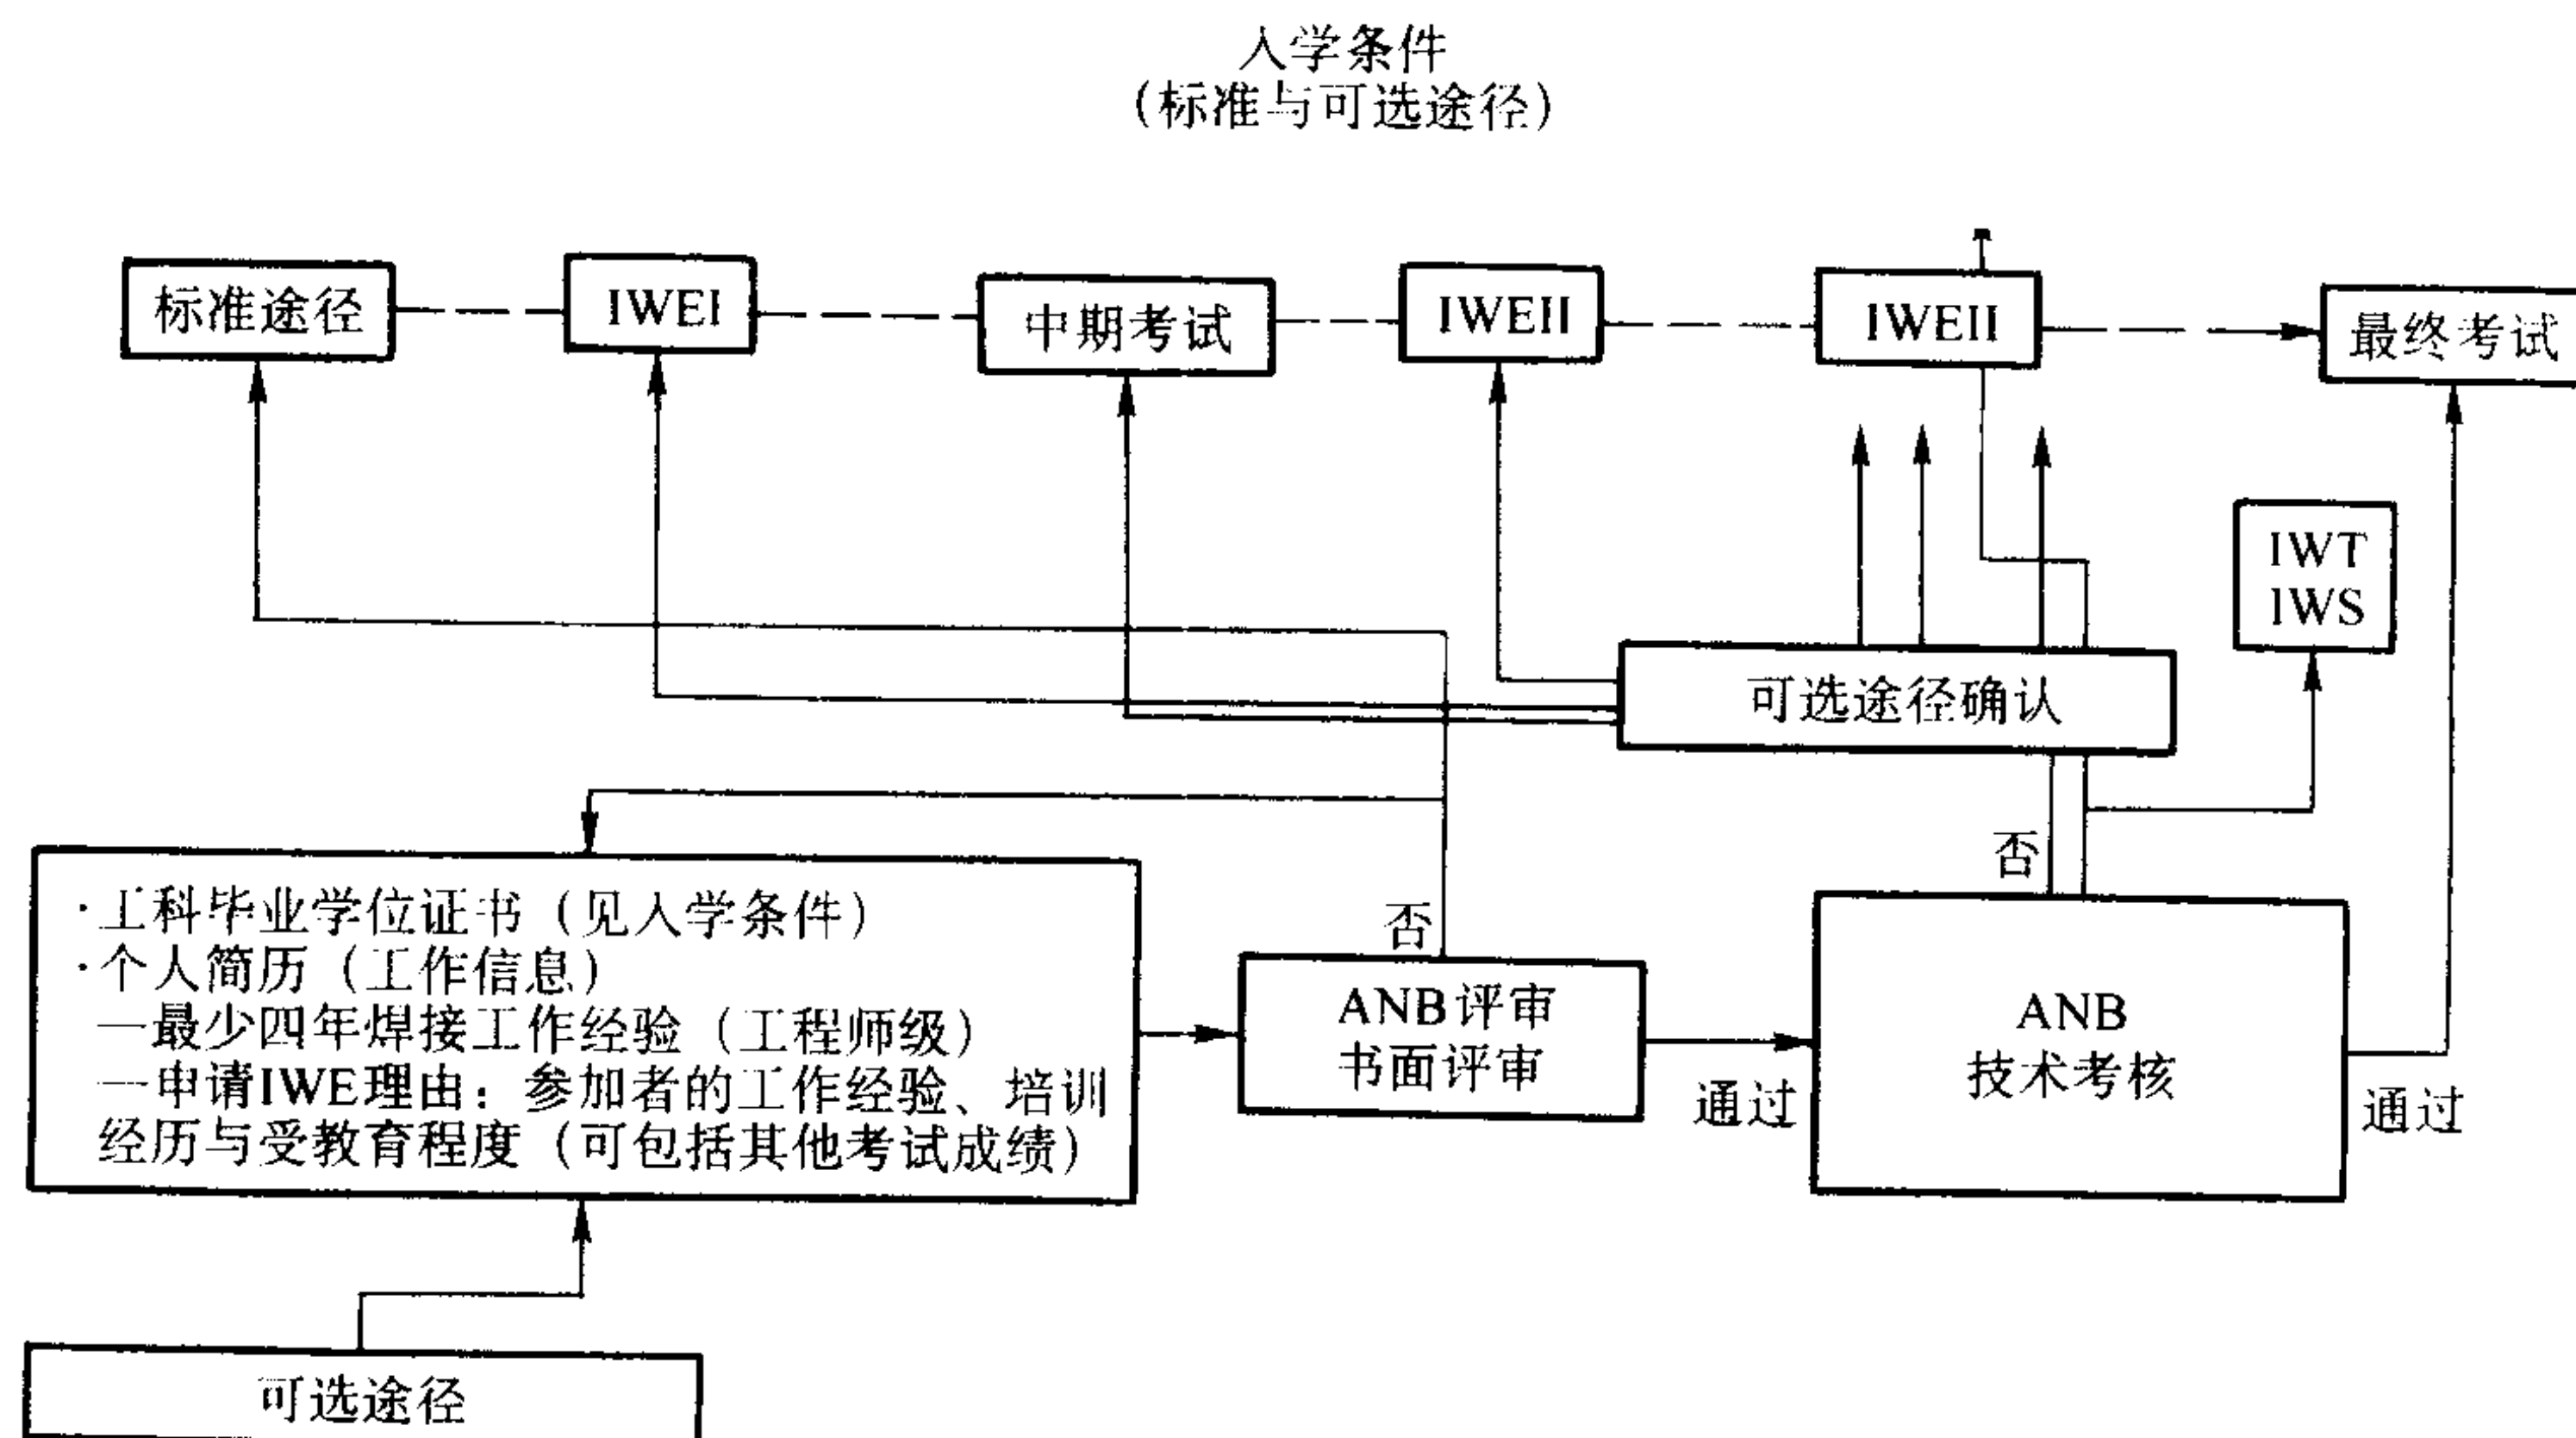 入学条件
(标准与可选途径)
标准途径
IWEI
中期考试
IWEII
IWEII
最终考试
IWT
IWS
可选途径确认
否
·工科毕业学位证书(见入学条件)
·个人简历(工作信息)
—最少四年焊接工作经验(工程师级)
—申请IWE理由:参加者的工作经验、培训
经历与受教育程度(可包括其他考试成绩)
否
ANB评审
书面评审
通过
ANB
技术考核
通过
可选途径